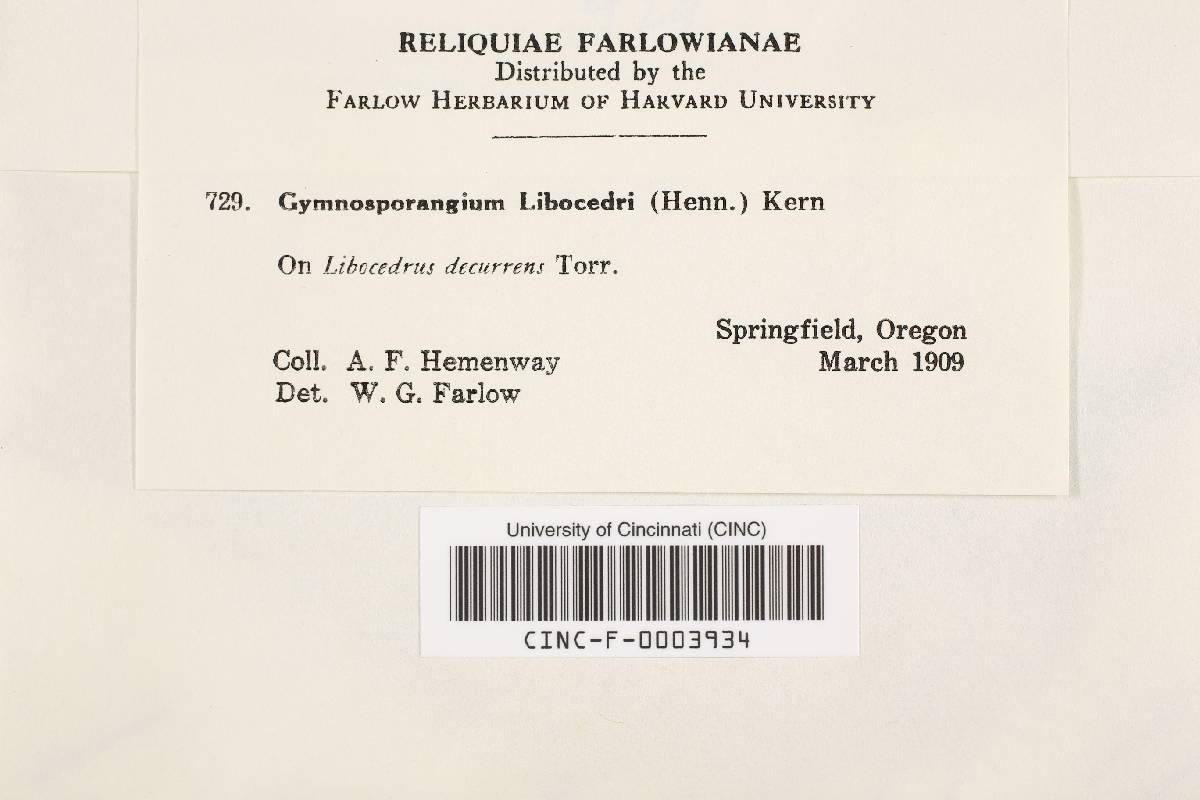 RELIQUIAE FARLOWIANAE
Distributed by the
FARLOW HERBARIUM OF HARVARD UNIVERSITY
729. Gymnosporangium Libocedri (Henn.) Kern
On Libocedrus decurrens Torr.
Springfield, Oregon
March 1909
Coll. A. F. Hemenway
Det. W. G. Farlow
University of Cincinnati (CINC)
CINC-F-0003934